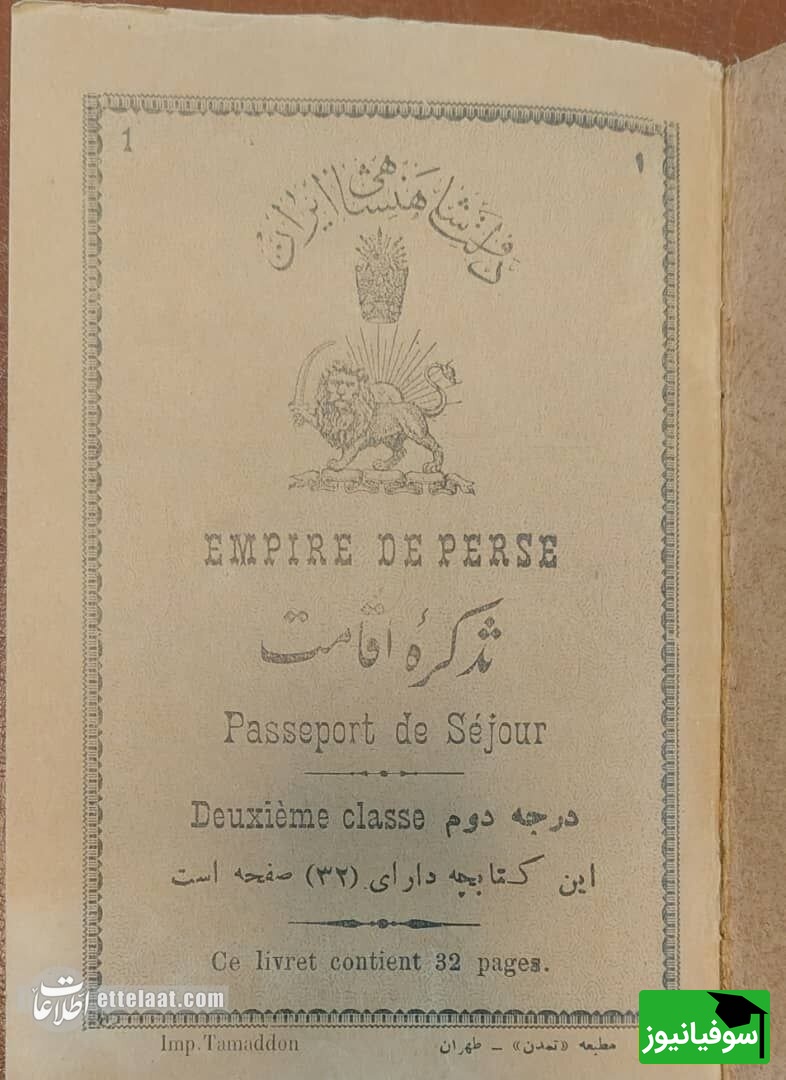 1
١
دولت شاهنشاهی ایران
EMPIRE DE PERSE
تذکرهٔ اقامت
Passeport de Séjour
Deuxième classe درجه دوم
این کتابچه دارای (٣٢) صفحه است
Ce livret contient 32 pages.
Imp. Tamaddon
مطبعه «تمدن» – طهران
اطلاعات ettelaat.com
سوفیانیوز